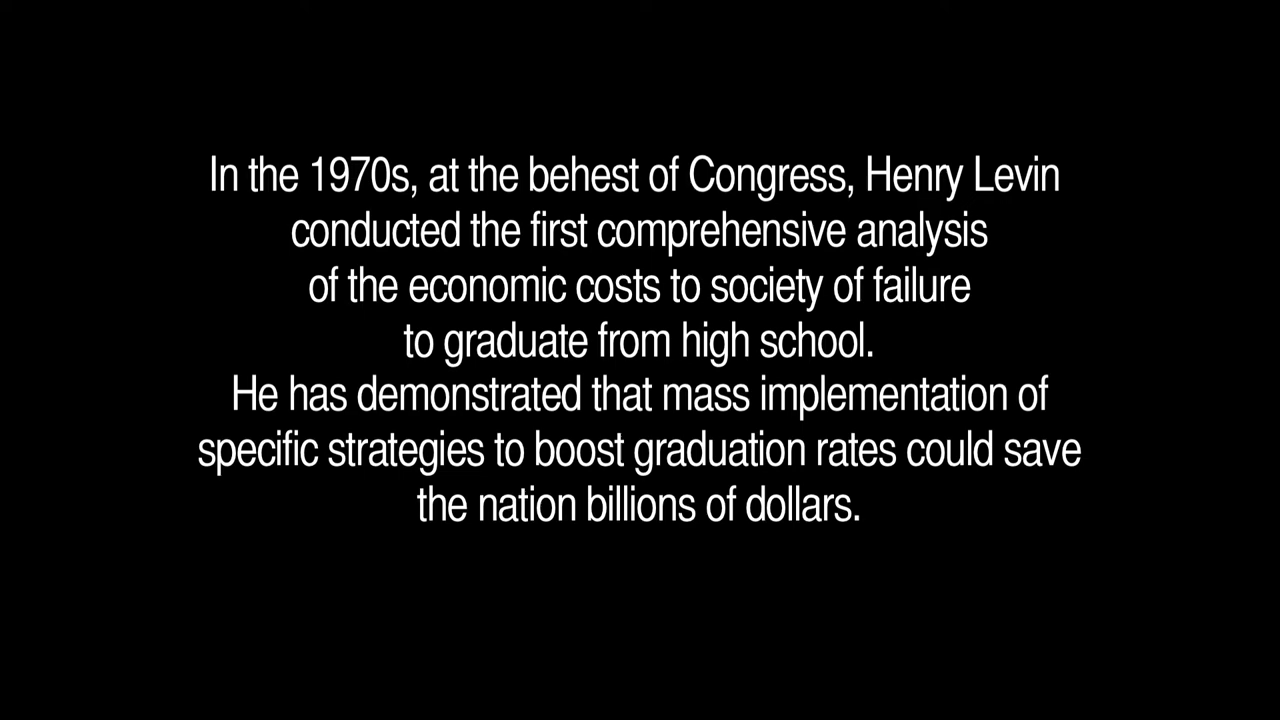 In the 1970s, at the behest of Congress, Henry Levin
conducted the first comprehensive analysis
of the economic costs to society of failure
to graduate from high school.
He has demonstrated that mass implementation of
specific strategies to boost graduation rates could save
the nation billions of dollars.